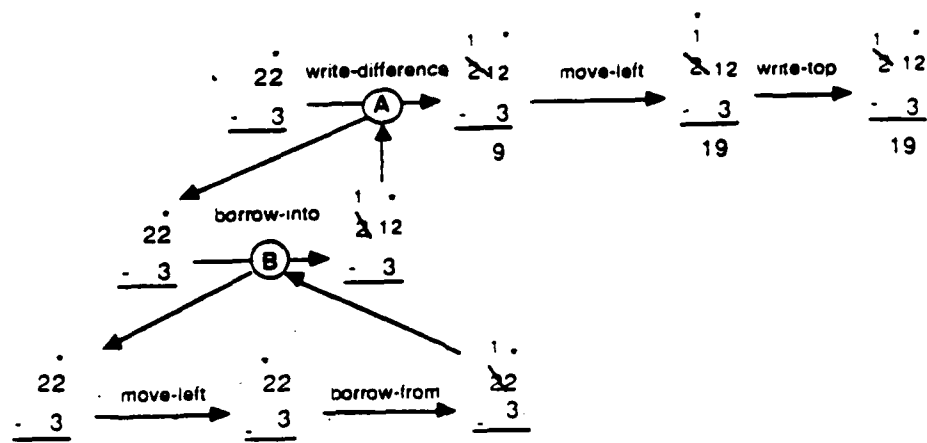 22 write-difference 1 2 12 move-left 1 2 12 write-top 1 2 12
- 3 A - 3 - 3 - 3
9 19 19
22 borrow-into 1 2 12
- 3 B - 3
22 move-left 22 borrow-from 1 22
- 3 - 3 - 3